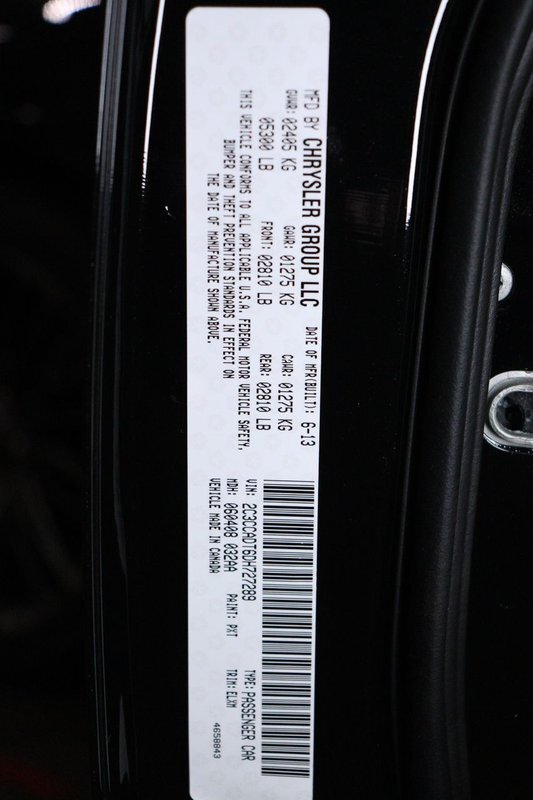 MFD BY CHRYSLER GROUP LLC DATE OF MFR(BUILT): 6-13
GVWR: 02405 KG GAWR: 01275 KG GAWR: 01275 KG
05300 LB FRONT: 02810 LB REAR: 02810 LB
THIS VEHICLE CONFORMS TO ALL APPLICABLE U.S.A. FEDERAL MOTOR VEHICLE SAFETY,
BUMPER AND THEFT PREVENTION STANDARDS IN EFFECT ON
THE DATE OF MANUFACTURE SHOWN ABOVE.
VIN: 2C3CCADT6DH727289 TYPE: PASSENGER CAR
MDH: 060408 032AA PAINT: PXT TRIM: ELXM
VEHICLE MADE IN CANADA 4658843